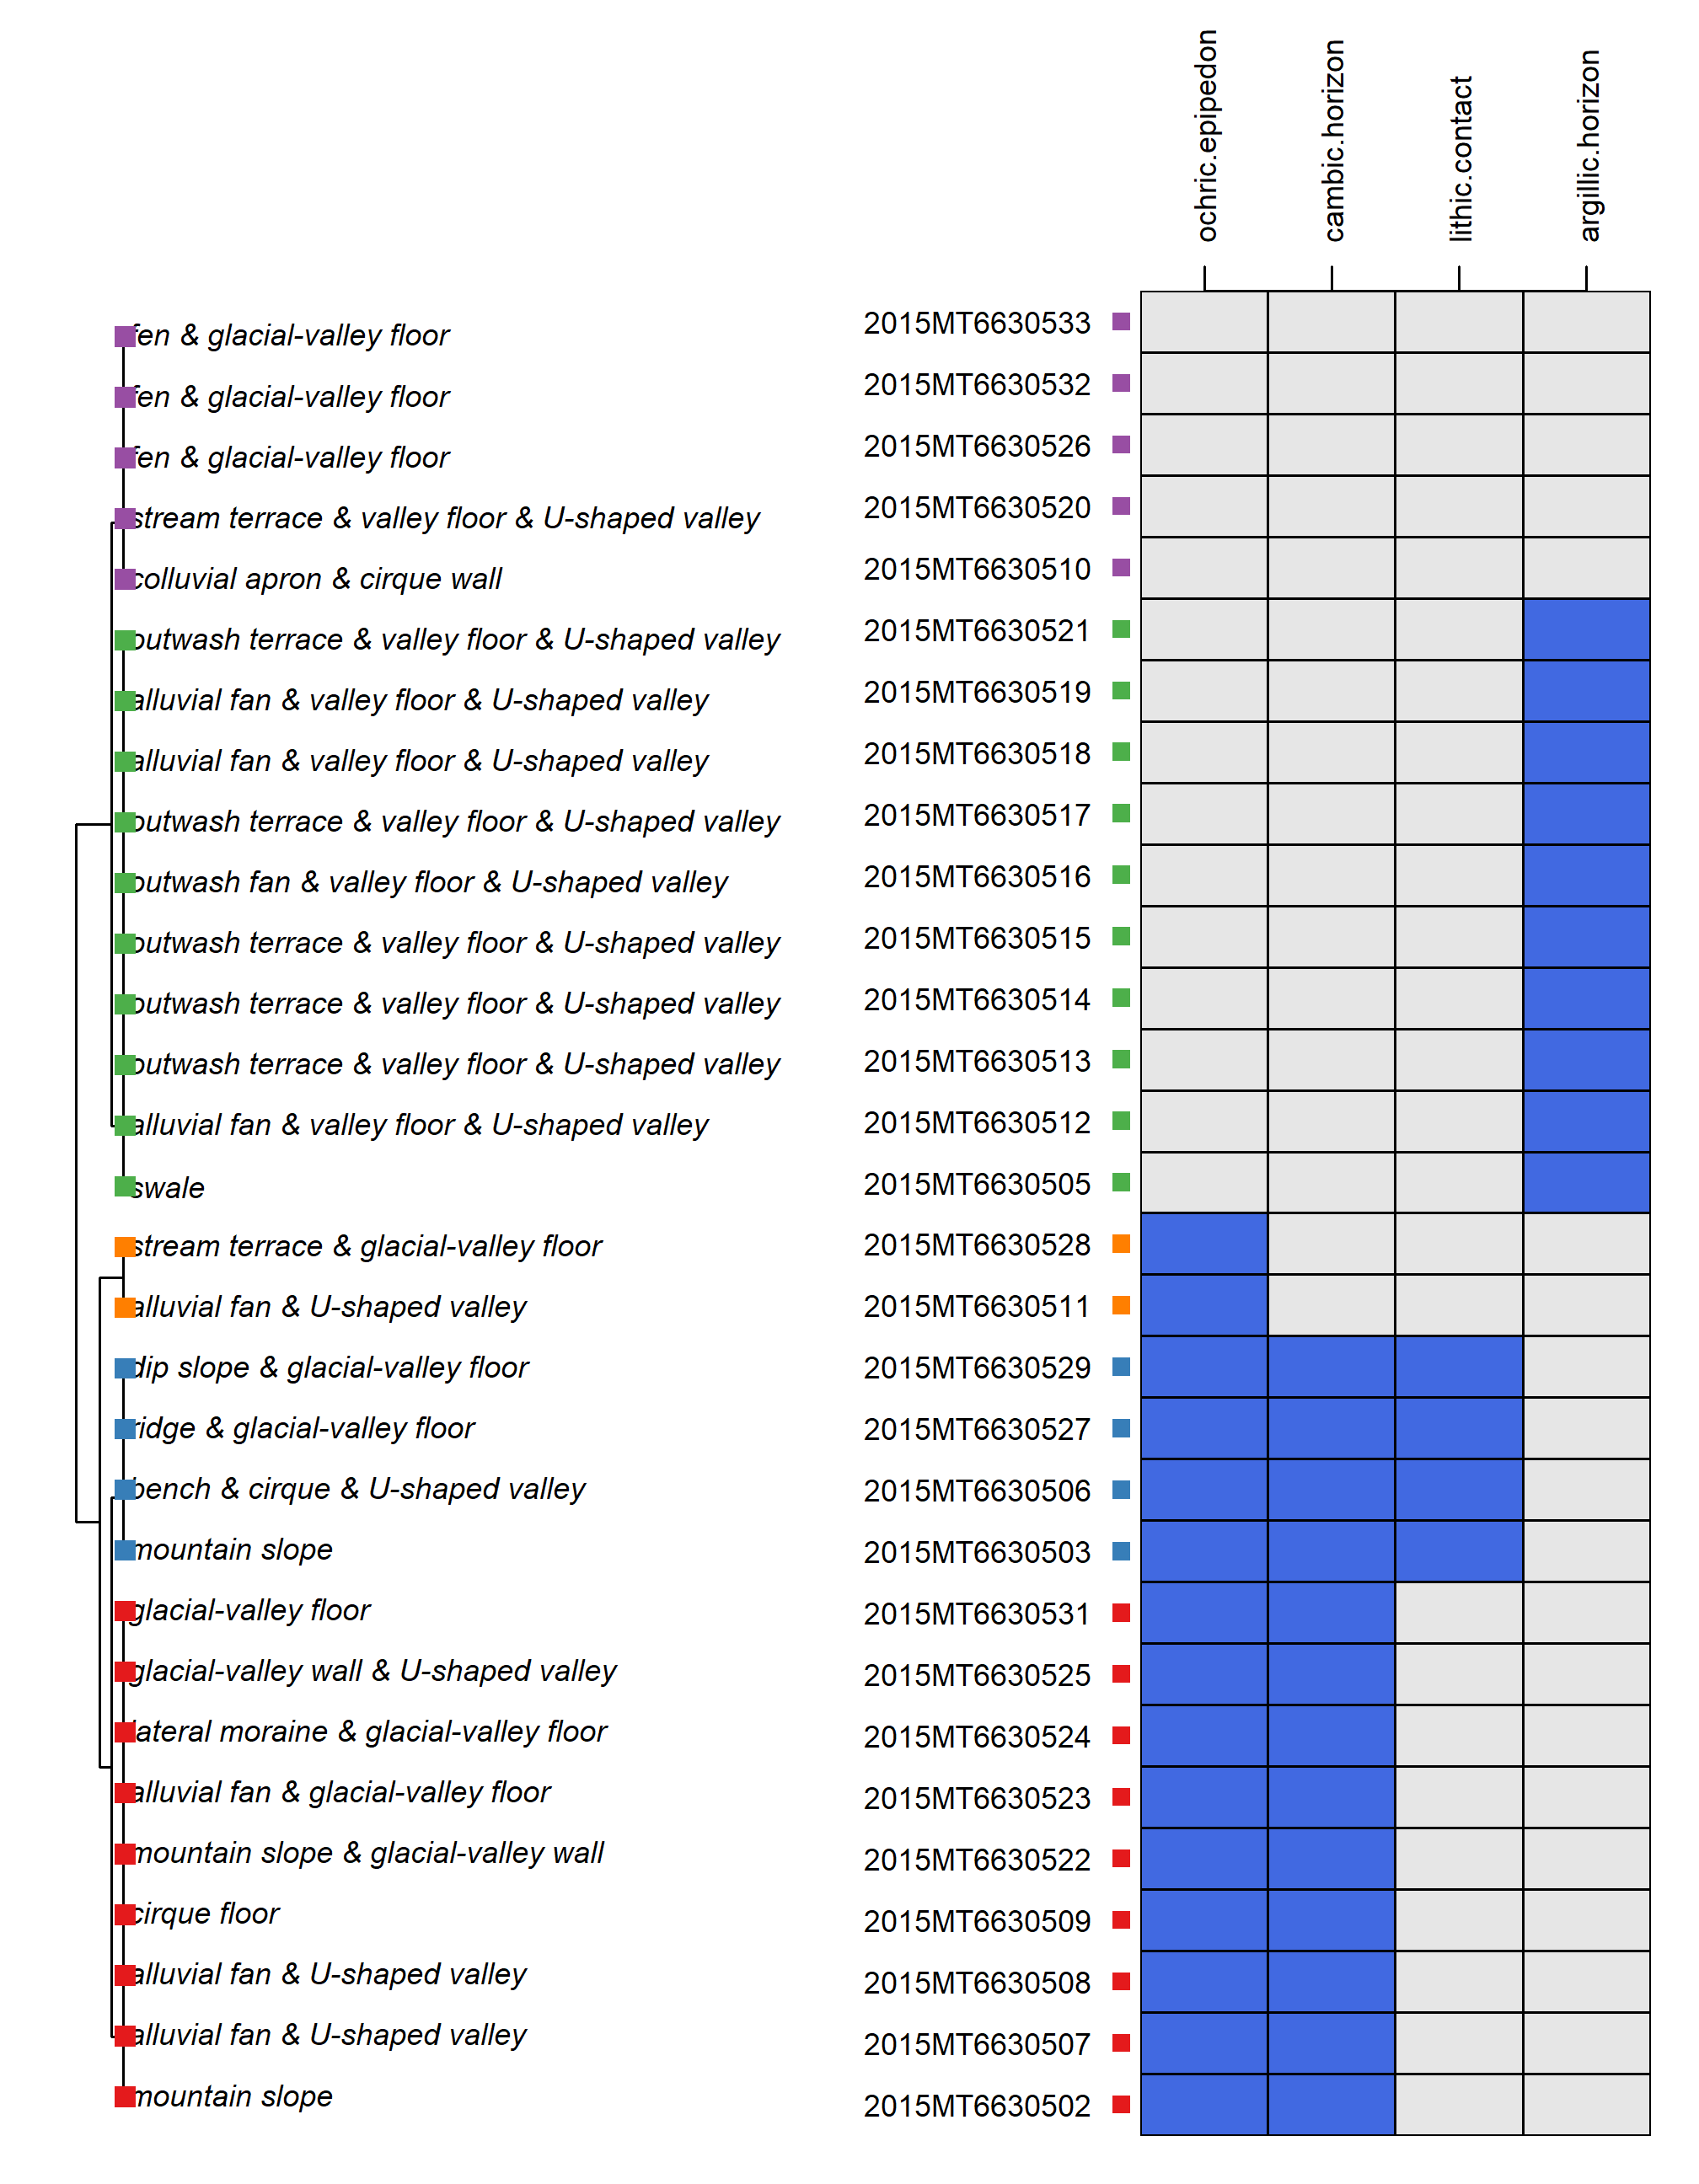 ochric.epipedon
cambic.horizon
lithic.contact
argillic.horizon
fen & glacial-valley floor 2015MT6630533
fen & glacial-valley floor 2015MT6630532
fen & glacial-valley floor 2015MT6630526
stream terrace & valley floor & U-shaped valley 2015MT6630520
colluvial apron & cirque wall 2015MT6630510
outwash terrace & valley floor & U-shaped valley 2015MT6630521
alluvial fan & valley floor & U-shaped valley 2015MT6630519
alluvial fan & valley floor & U-shaped valley 2015MT6630518
outwash terrace & valley floor & U-shaped valley 2015MT6630517
outwash fan & valley floor & U-shaped valley 2015MT6630516
outwash terrace & valley floor & U-shaped valley 2015MT6630515
outwash terrace & valley floor & U-shaped valley 2015MT6630514
outwash terrace & valley floor & U-shaped valley 2015MT6630513
alluvial fan & valley floor & U-shaped valley 2015MT6630512
swale 2015MT6630505
stream terrace & glacial-valley floor 2015MT6630528
alluvial fan & U-shaped valley 2015MT6630511
dip slope & glacial-valley floor 2015MT6630529
ridge & glacial-valley floor 2015MT6630527
bench & cirque & U-shaped valley 2015MT6630506
mountain slope 2015MT6630503
glacial-valley floor 2015MT6630531
glacial-valley wall & U-shaped valley 2015MT6630525
lateral moraine & glacial-valley floor 2015MT6630524
alluvial fan & glacial-valley floor 2015MT6630523
mountain slope & glacial-valley wall 2015MT6630522
cirque floor 2015MT6630509
alluvial fan & U-shaped valley 2015MT6630508
alluvial fan & U-shaped valley 2015MT6630507
mountain slope 2015MT6630502